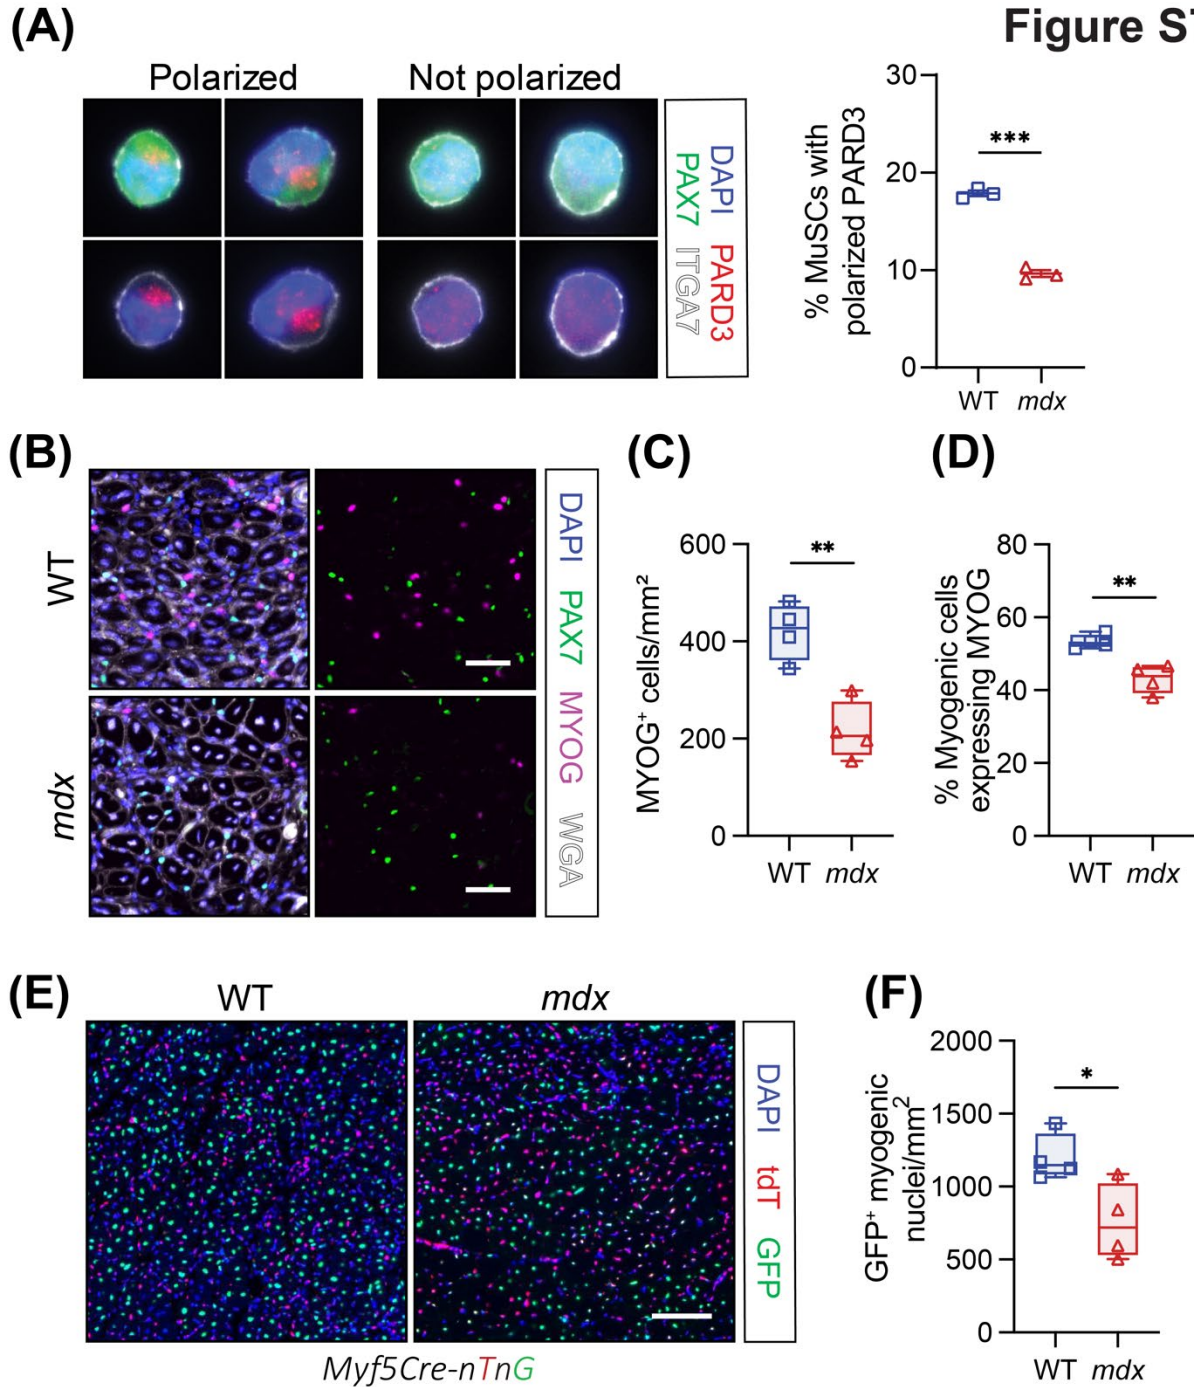 (A)
Figure S7
Polarized
Not polarized
DAPI PARD3
PAX7 ITGA7
% MuSCs with
polarized PARD3
30
20
10
0
***
WT
mdx
(B)
WT
mdx
DAPI PAX7 MYOG WGA
(C)
MYOG⁺ cells/mm²
600
400
200
0
**
WT
mdx
(D)
% Myogenic cells
expressing MYOG
80
60
40
20
0
**
WT
mdx
(E)
WT
mdx
DAPI tdT GFP
Myf5Cre-nTnG
(F)
GFP⁺ myogenic
nuclei/mm²
2000
1500
1000
500
0
*
WT
mdx